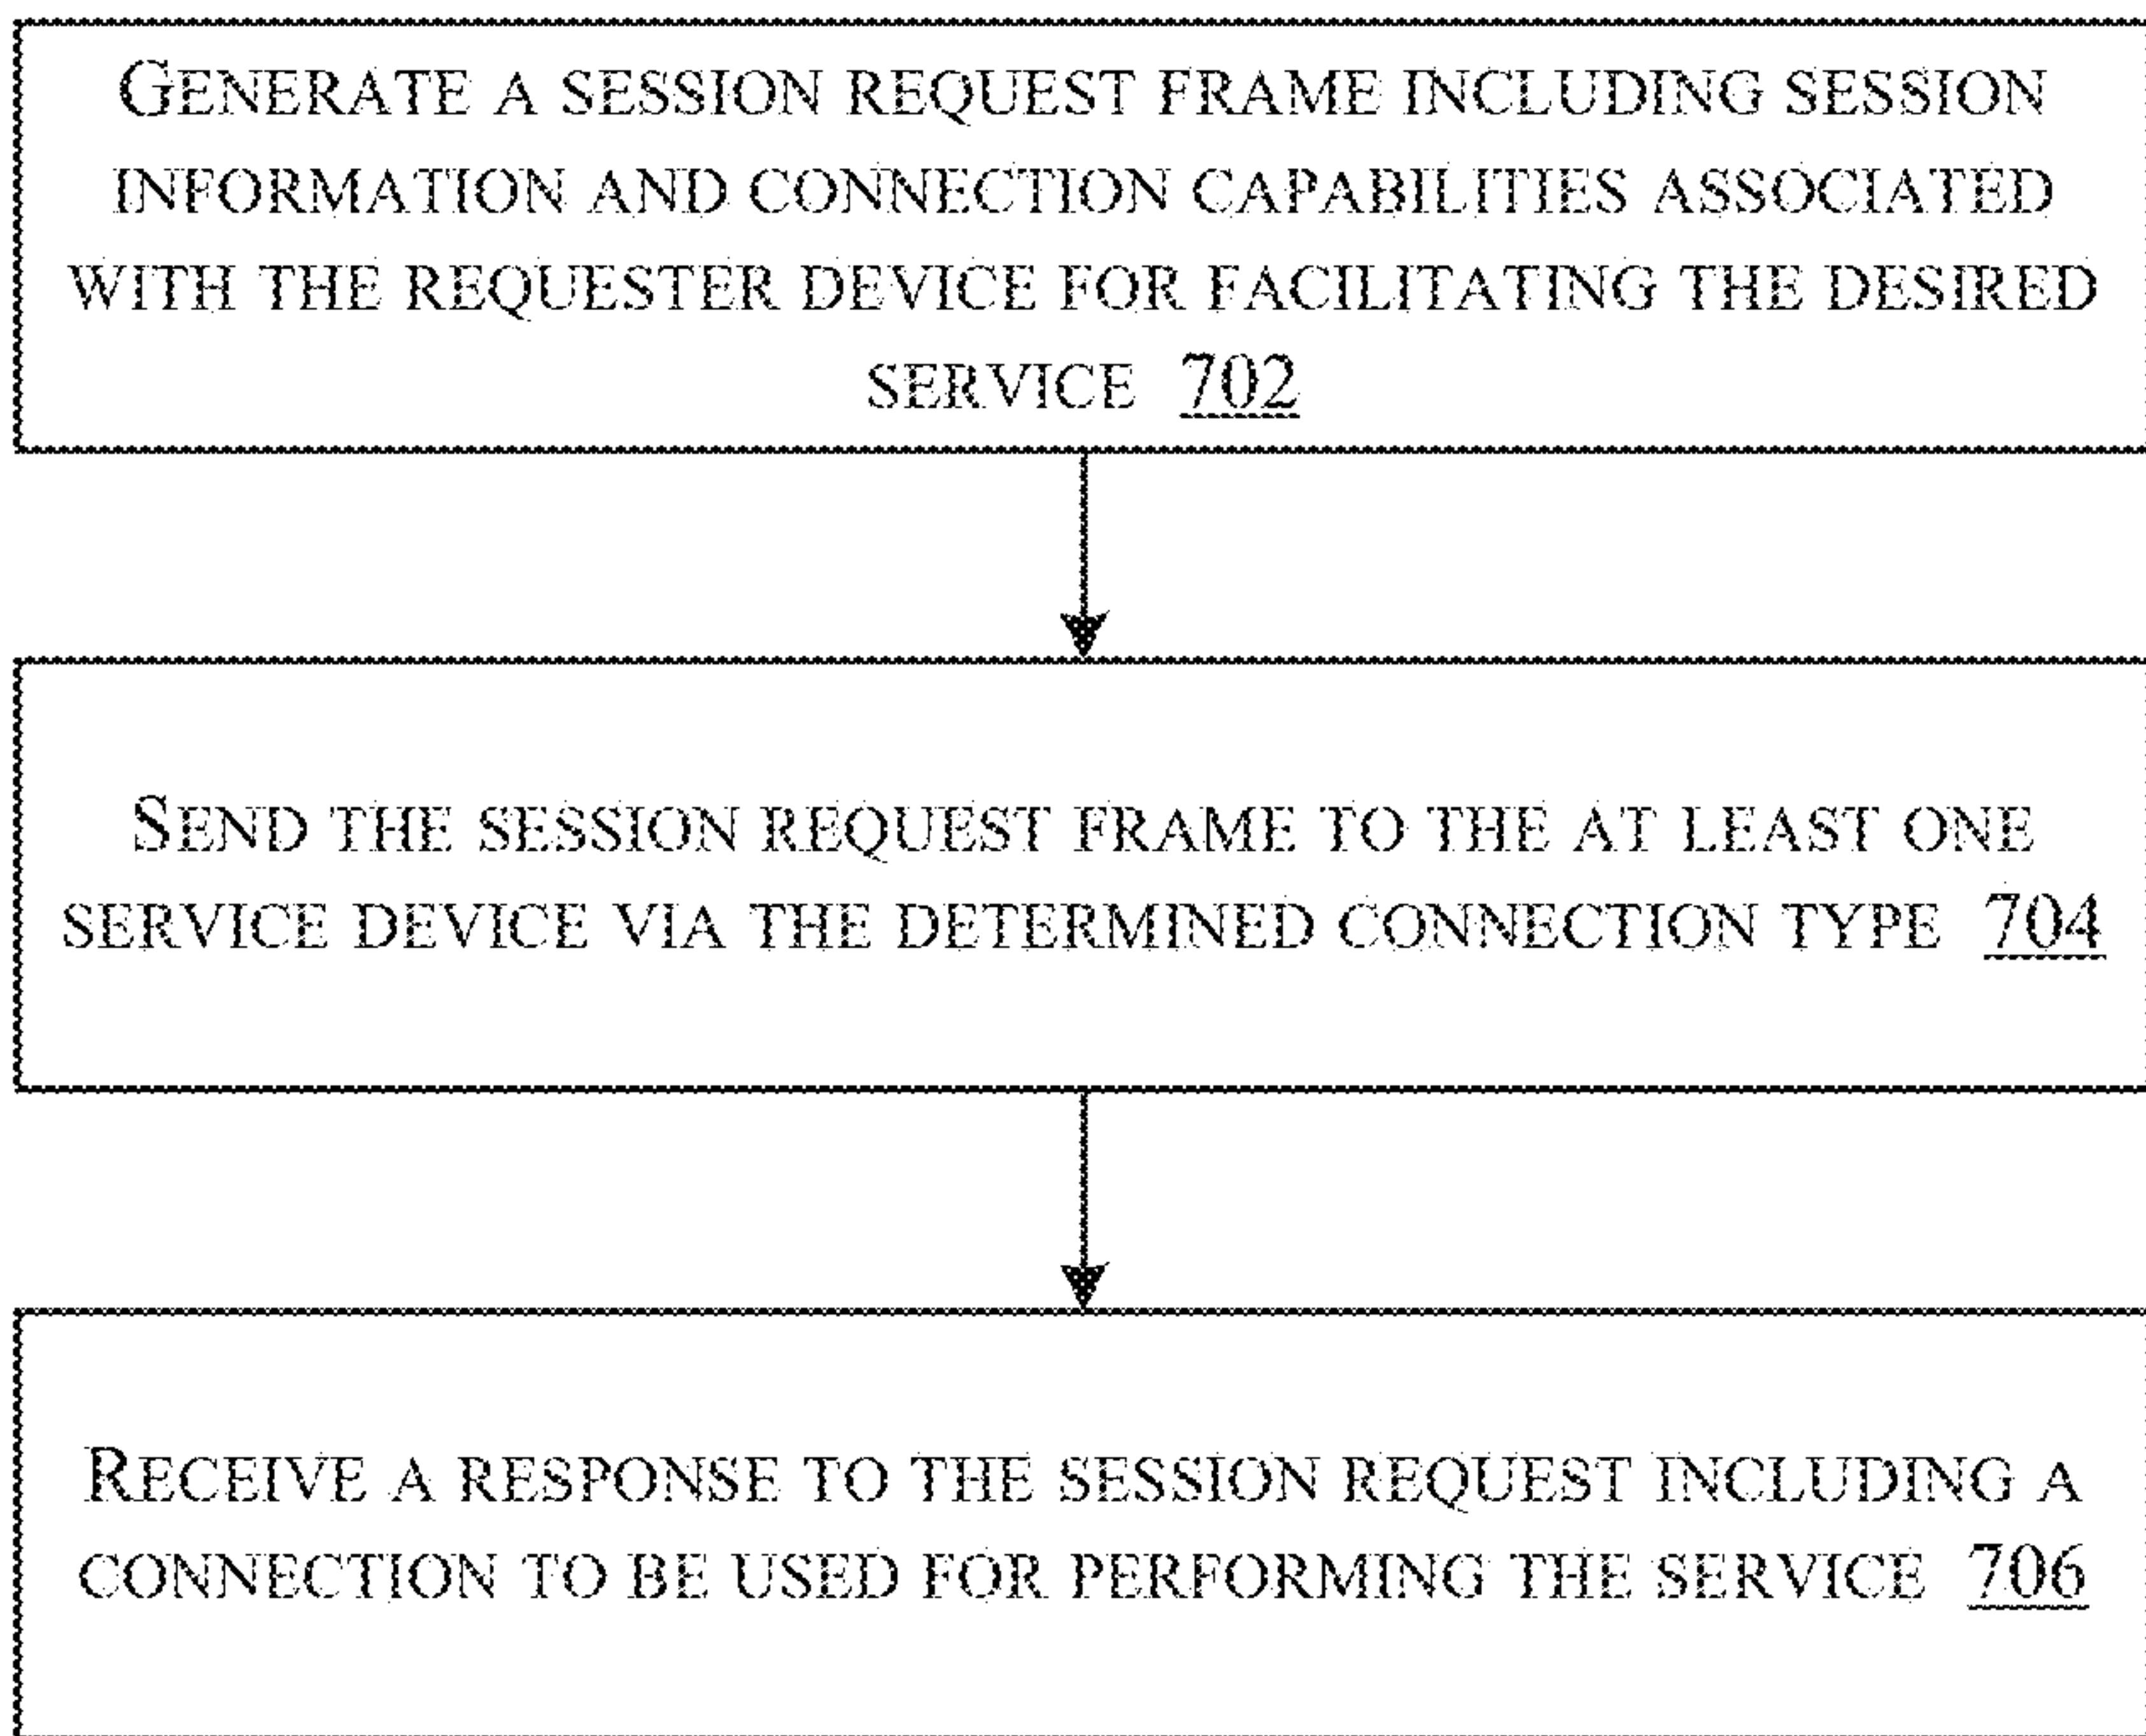 GENERATE A SESSION REQUEST FRAME INCLUDING SESSION
INFORMATION AND CONNECTION CAPABILITIES ASSOCIATED
WITH THE REQUESTER DEVICE FOR FACILITATING THE DESIRED
SERVICE 702
SEND THE SESSION REQUEST FRAME TO THE AT LEAST ONE
SERVICE DEVICE VIA THE DETERMINED CONNECTION TYPE 704
RECEIVE A RESPONSE TO THE SESSION REQUEST INCLUDING A
CONNECTION TO BE USED FOR PERFORMING THE SERVICE 706